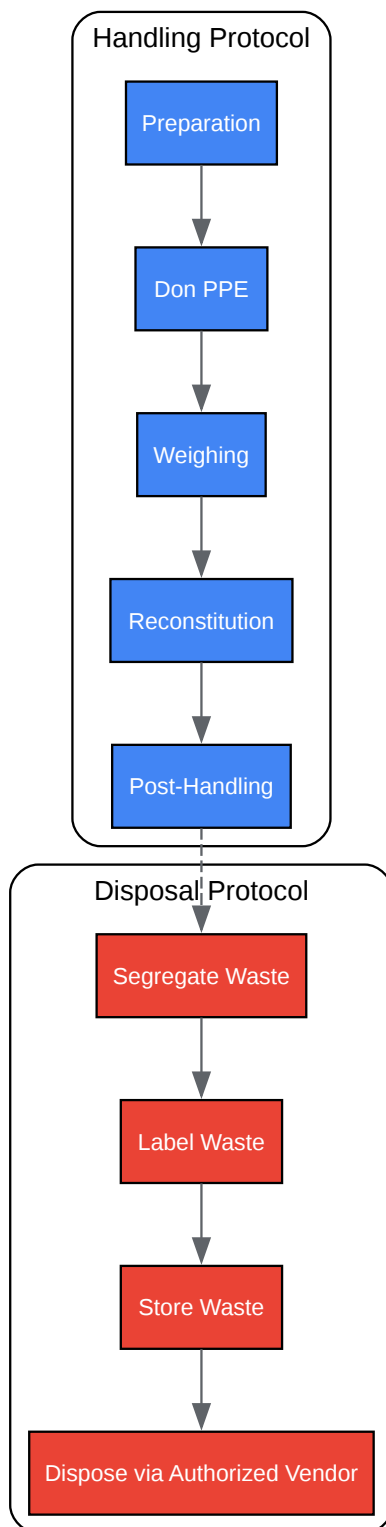 Handling Protocol
Preparation
Don PPE
Weighing
Reconstitution
Post-Handling
Disposal Protocol
Segregate Waste
Label Waste
Store Waste
Dispose via Authorized Vendor